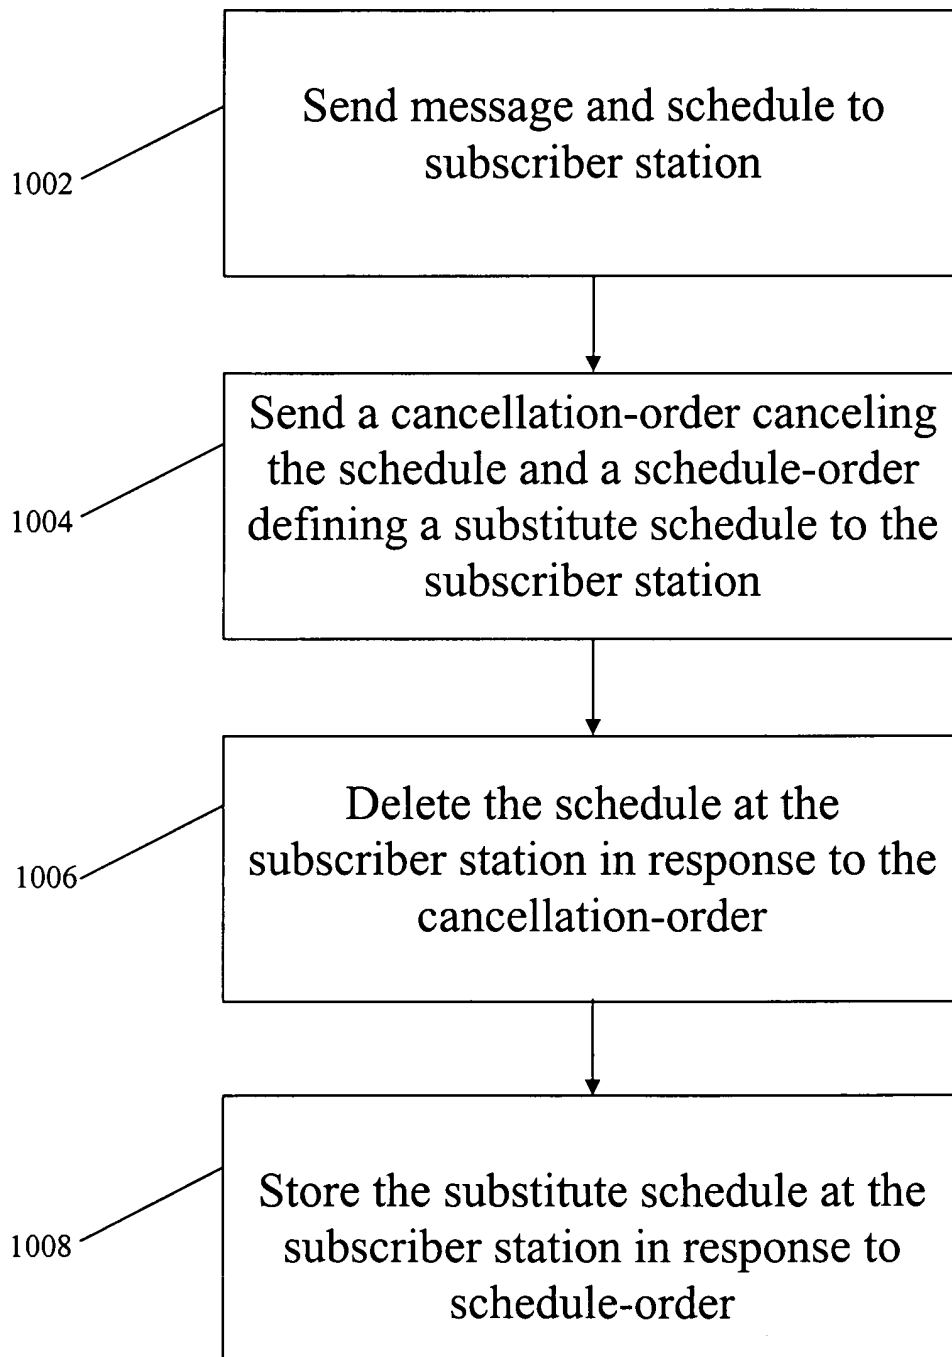 Send message and schedule to
subscriber station
1002
Send a cancellation-order canceling
the schedule and a schedule-order
defining a substitute schedule to the
subscriber station
1004
Delete the schedule at the
subscriber station in response to the
cancellation-order
1006
Store the substitute schedule at the
subscriber station in response to
schedule-order
1008